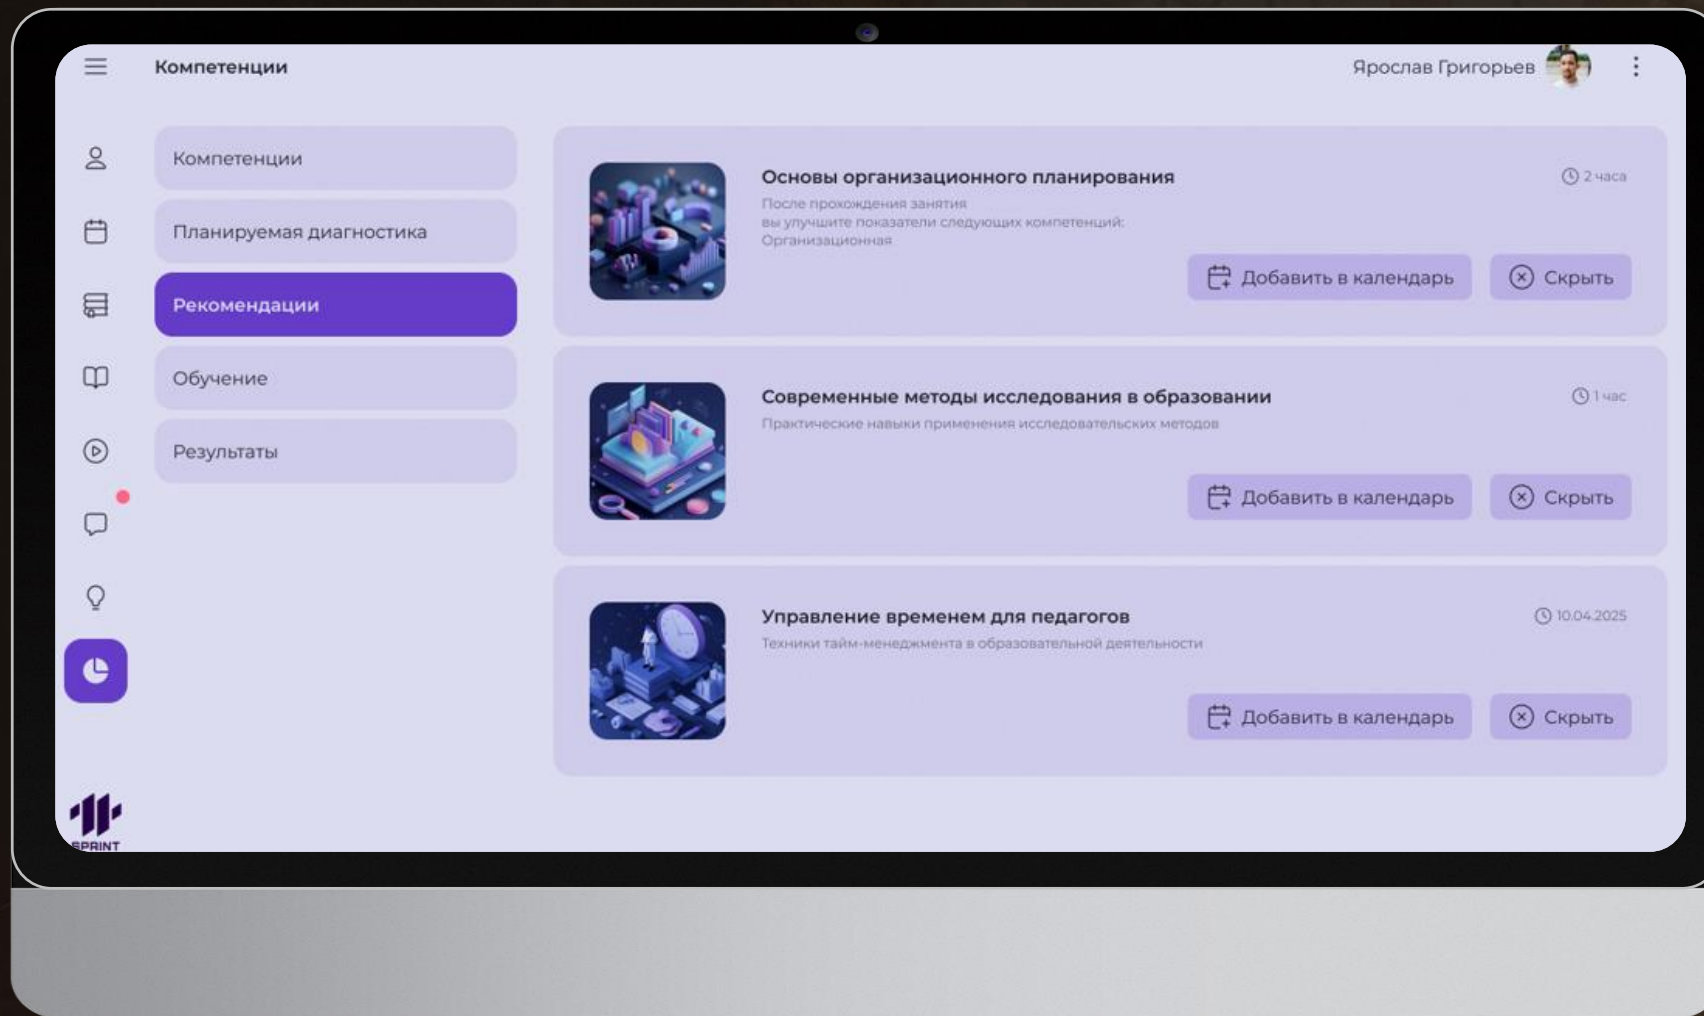 Компетенции
Ярослав Григорьев
Компетенции
Планируемая диагностика
Рекомендации
Обучение
Результаты
Основы организационного планирования
2 часа
После прохождения занятия
вы улучшите показатели следующих компетенций:
Организационная
Добавить в календарь
Скрыть
Современные методы исследования в образовании
1 час
Практические навыки применения исследовательских методов
Добавить в календарь
Скрыть
Управление временем для педагогов
10.04.2025
Техники тайм-менеджмента в образовательной деятельности
Добавить в календарь
Скрыть
SPRINT